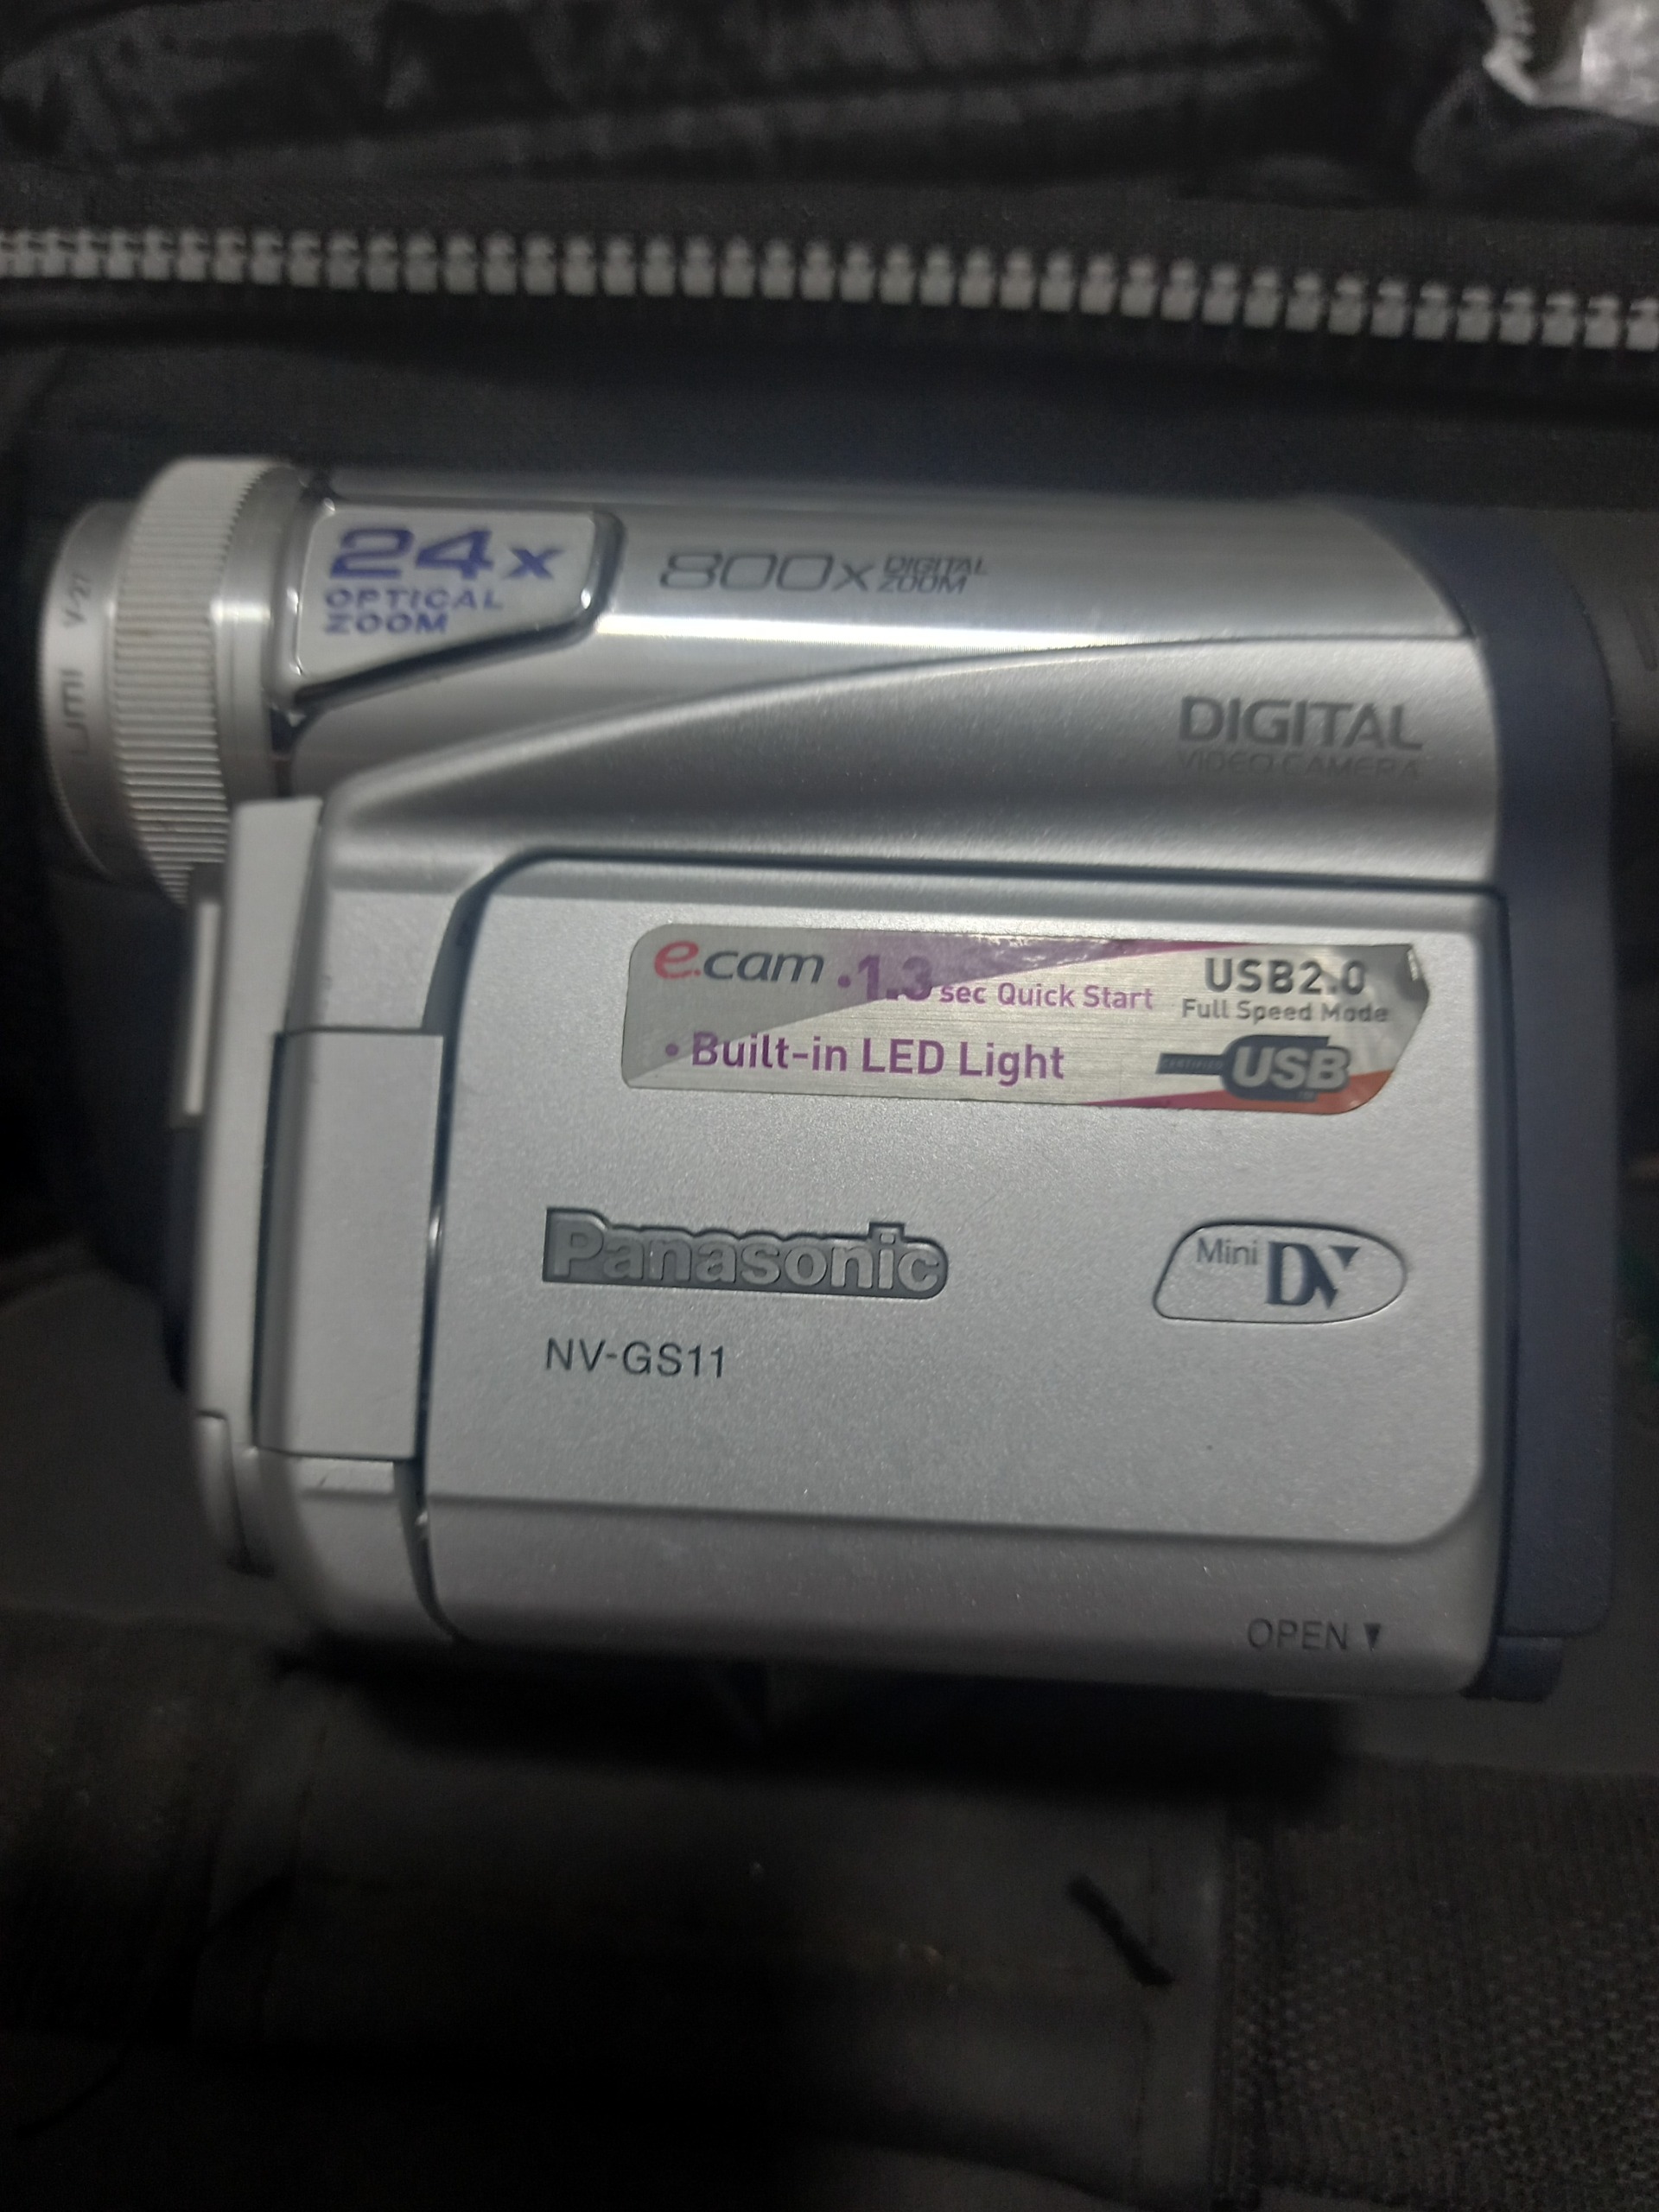 24x
OPTICAL
ZOOM
800x DIGITAL
ZOOM
DIGITAL
VIDEO CAMERA
e.cam
• 1.3 sec Quick Start
• Built-in LED Light
USB2.0
Full Speed Mode
USB
Panasonic
Mini DV
NV-GS11
OPEN ▼